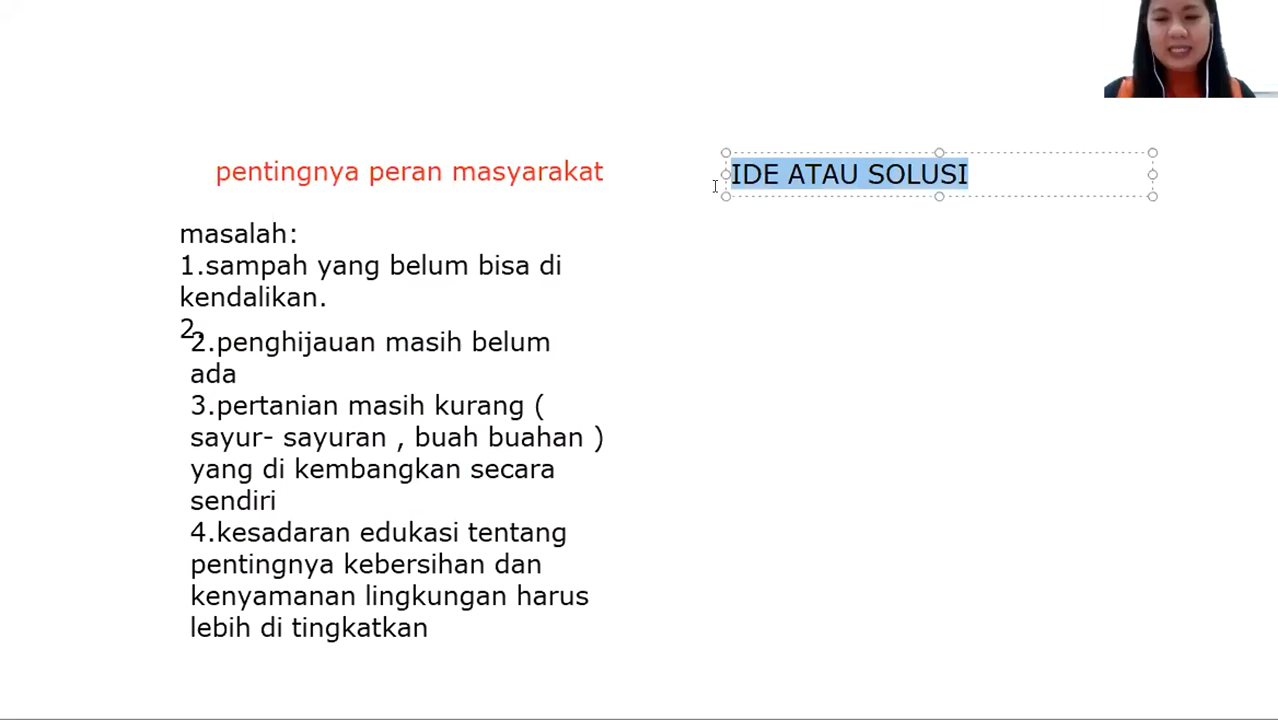 pentingnya peran masyarakat
masalah:
1.sampah yang belum bisa di
kendalikan.
2.
2.penghijauan masih belum
ada
3.pertanian masih kurang (
sayur- sayuran , buah buahan )
yang di kembangkan secara
sendiri
4.kesadaran edukasi tentang
pentingnya kebersihan dan
kenyamanan lingkungan harus
lebih di tingkatkan
IDE ATAU SOLUSI